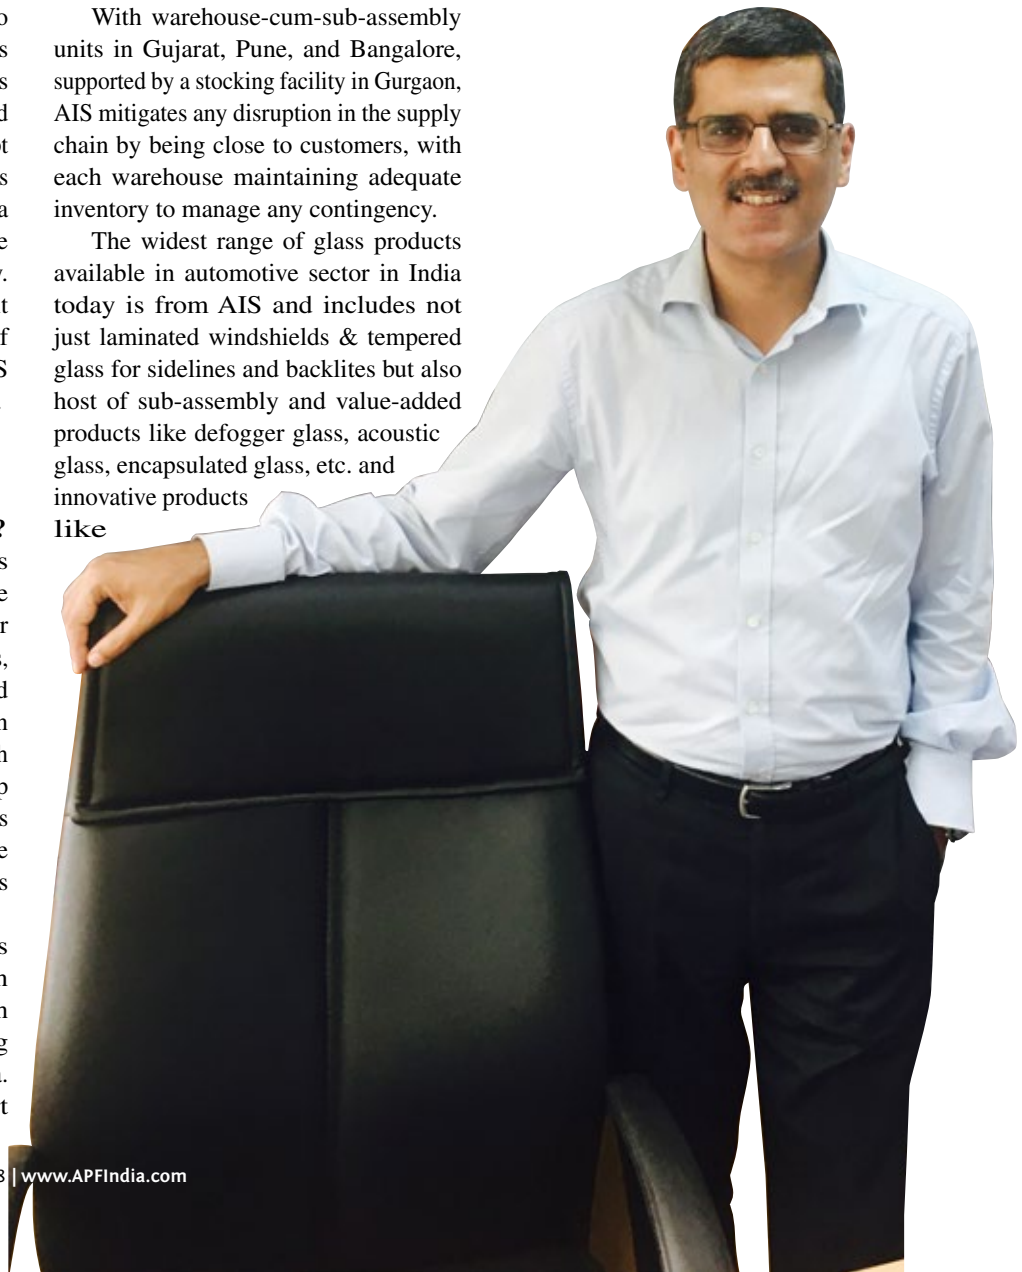 With warehouse-cum-sub-assembly
units in Gujarat, Pune, and Bangalore,
supported by a stocking facility in Gurgaon,
AIS mitigates any disruption in the supply
chain by being close to customers, with
each warehouse maintaining adequate
inventory to manage any contingency.
The widest range of glass products
available in automotive sector in India
today is from AIS and includes not
just laminated windshields & tempered
glass for sidelines and backlites but also
host of sub-assembly and value-added
products like defogger glass, acoustic
glass, encapsulated glass, etc. and
innovative products
like
| www.APFIndia.com